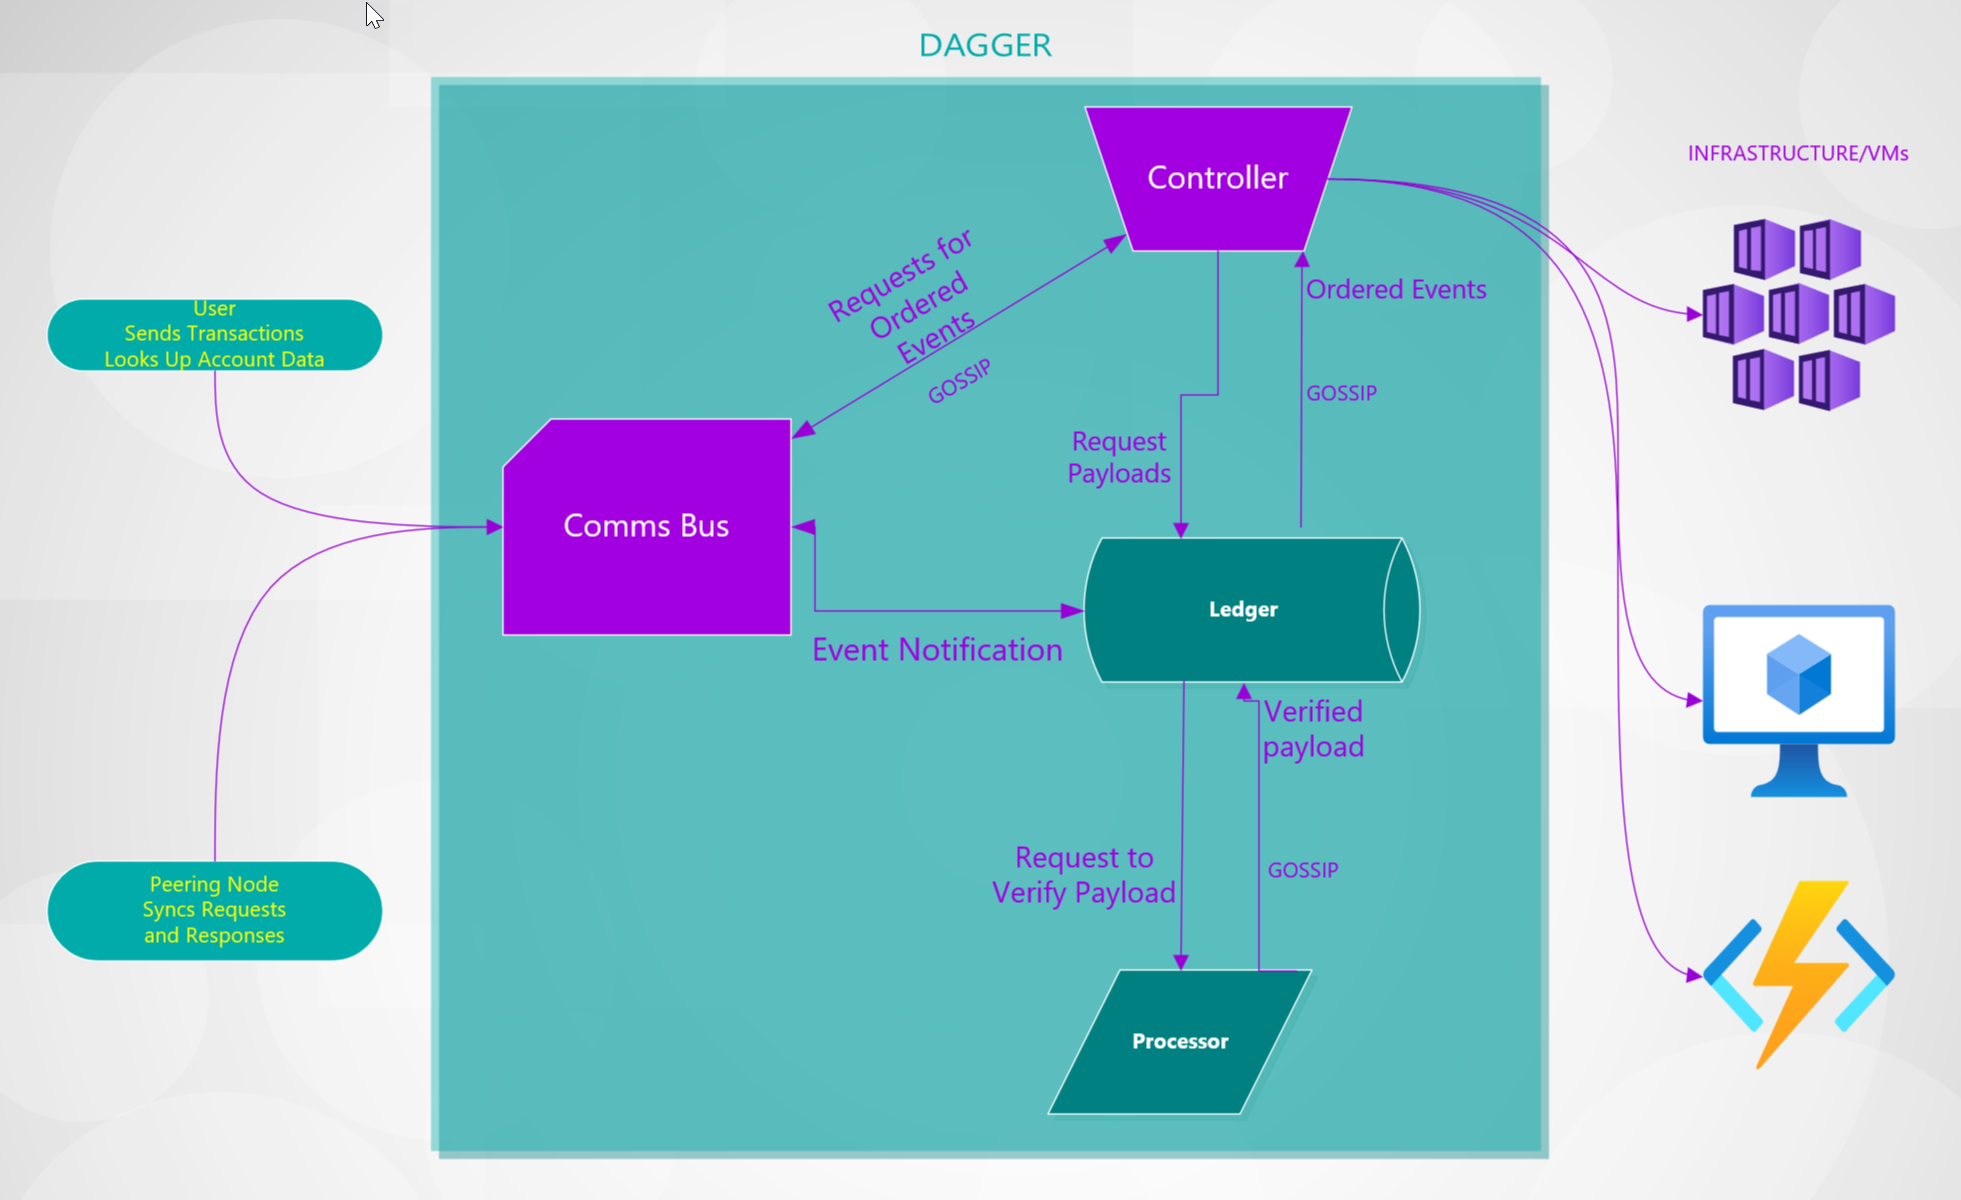 DAGGER
Controller
INFRASTRUCTURE/VMs
Requests for
Ordered
Events
GOSSIP
Ordered Events
GOSSIP
User
Sends Transactions
Looks Up Account Data
Request
Payloads
Comms Bus
Ledger
Event Notification
Verified
payload
Request to
Verify Payload
GOSSIP
Peering Node
Syncs Requests
and Responses
Processor